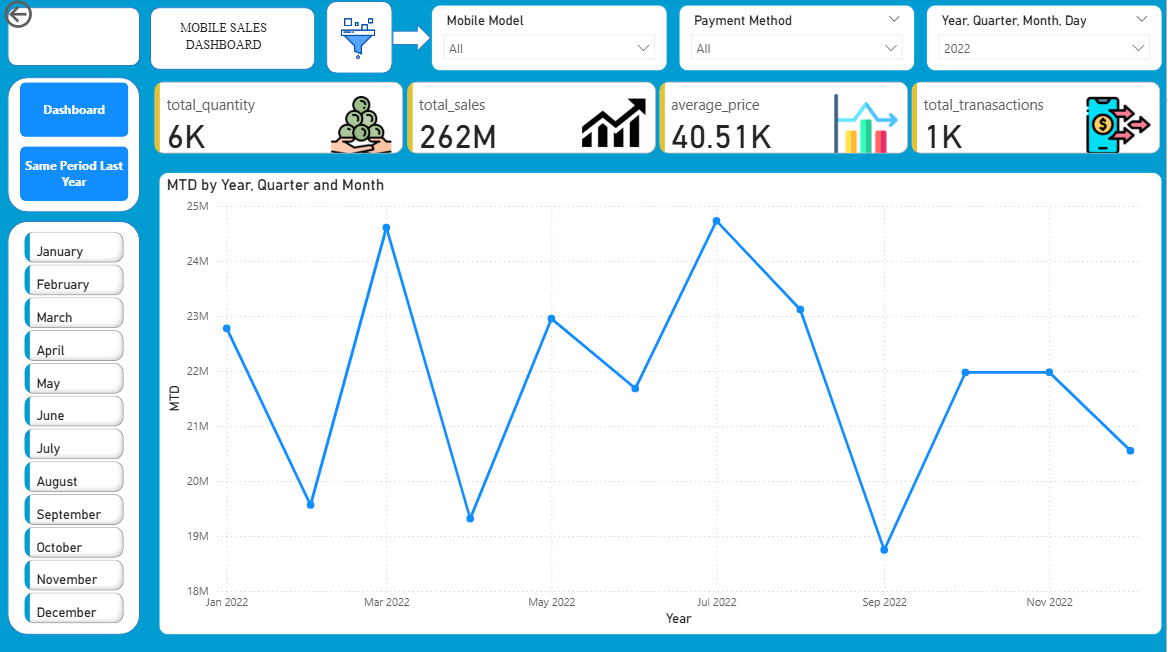 MOBILE SALES
DASHBOARD
Mobile Model
All
Payment Method
All
Year, Quarter, Month, Day
2022
Dashboard
Same Period Last
Year
total_quantity
6K
total_sales
262M
average_price
40.51K
total_tranasactions
1K
$
January
February
March
April
May
June
July
August
September
October
November
December
MTD by Year, Quarter and Month
MTD
25M
24M
23M
22M
21M
20M
19M
18M
Jan 2022
Mar 2022
May 2022
Jul 2022
Sep 2022
Nov 2022
Year